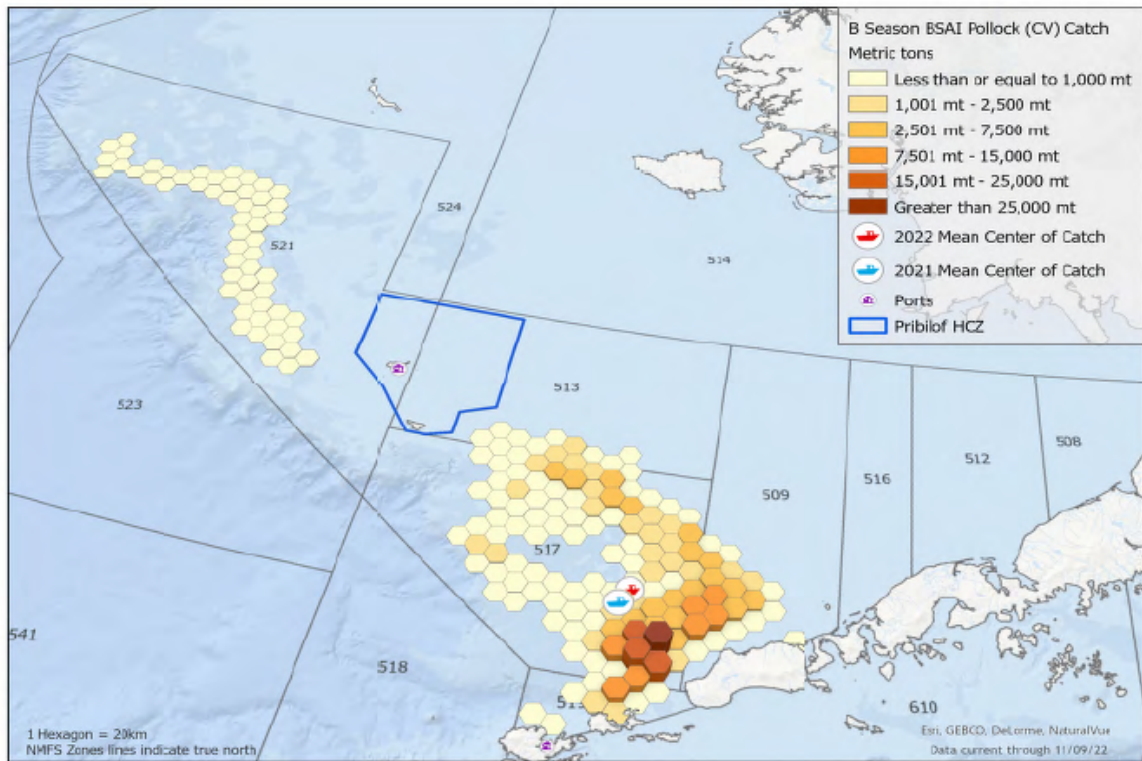 B Season BSAI Pollock (CV) Catch
Metric tons
Less than or equal to 1,000 mt
1,001 mt - 2,500 mt
2,501 mt - 7,500 mt
7,501 mt - 15,000 mt
15,001 mt - 25,000 mt
Greater than 25,000 mt
2022 Mean Center of Catch
2021 Mean Center of Catch
Ports
Pribilof HCZ
524
521
514
513
523
508
512
516
509
517
541
518
610
1 Hexagon = 20km
NMFS Zones lines indicate true north
Esri, GEBCO, DeLorme, NaturalVue
Data current through 11/09/22